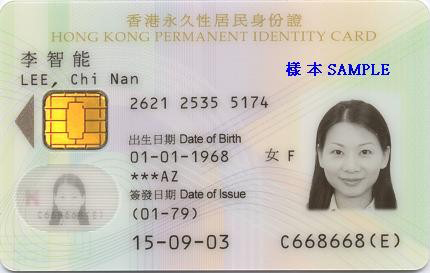 香港永久性居民身份證
HONG KONG PERMANENT IDENTITY CARD
李智能
LEE, Chi Nan
樣本 SAMPLE
2621 2535 5174
出生日期 Date of Birth
01-01-1968
女 F
***AZ
簽發日期 Date of Issue
(01-79)
15-09-03
C668668(E)